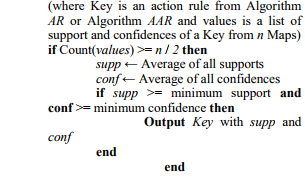 (where Key is an action rule from Algorithm
AR or Algorithm AAR and values is a list of
support and confidences of a Key from n Maps)
if Count(values) >= n / 2 then
supp ← Average of all supports
conf ← Average of all confidences
if supp >= minimum support and
conf >= minimum confidence then
Output Key with supp and
conf
end
end